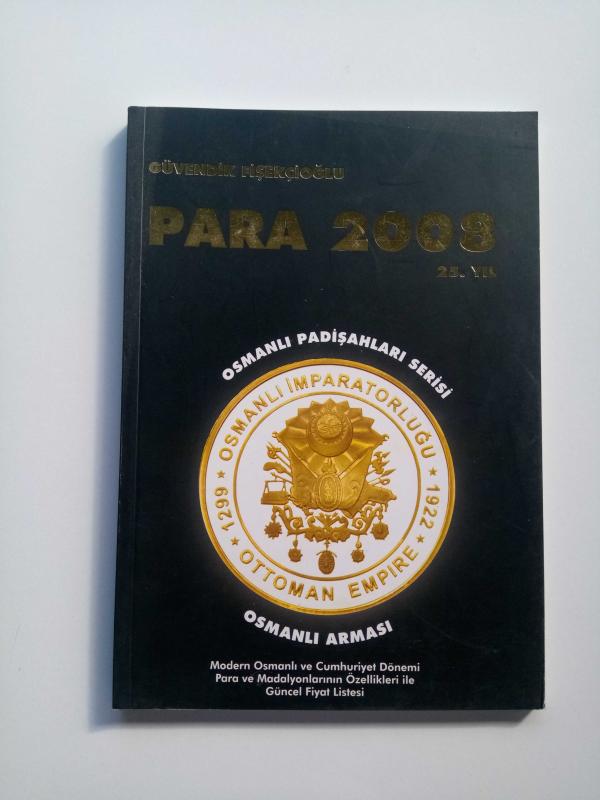 GÜVENDİK FİŞEKÇİOĞLU
PARA 2008
25. YIL
OSMANLI PADİŞAHLARI SERİSİ
OSMANLI İMPARATORLUĞU
1299 ★ OTTOMAN EMPIRE ★ 1922
OSMANLI ARMASI
Modern Osmanlı ve Cumhuriyet Dönemi
Para ve Madalyonlarının Özellikleri ile
Güncel Fiyat Listesi